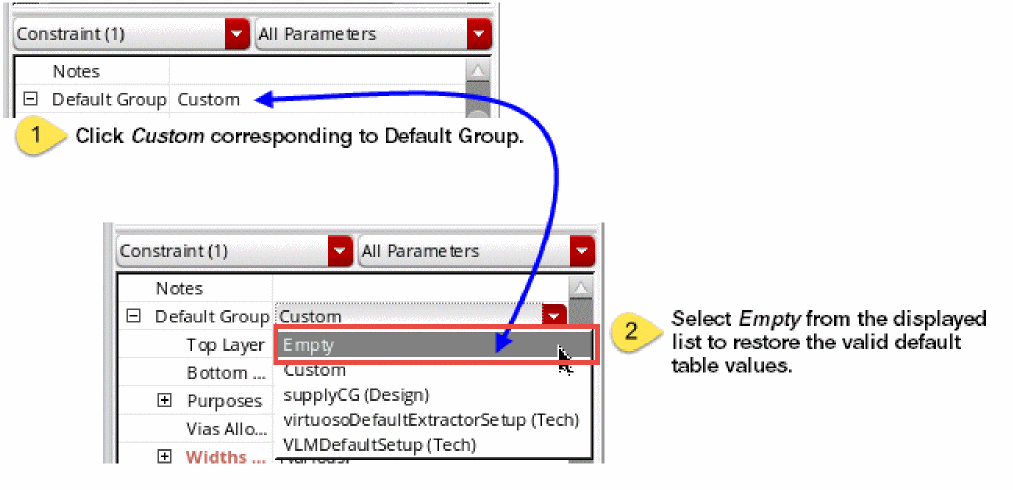 Constraint (1) All Parameters
Notes
Default Group Custom
1 Click Custom corresponding to Default Group.
Constraint (1) All Parameters
Notes
Default Group Custom
Top Layer Empty
Bottom ... Custom
Purposes supplyCG (Design)
Vias Allo... virtuosoDefaultExtractorSetup (Tech)
Widths ... VLMDefaultSetup (Tech)
2 Select Empty from the displayed
list to restore the valid default
table values.